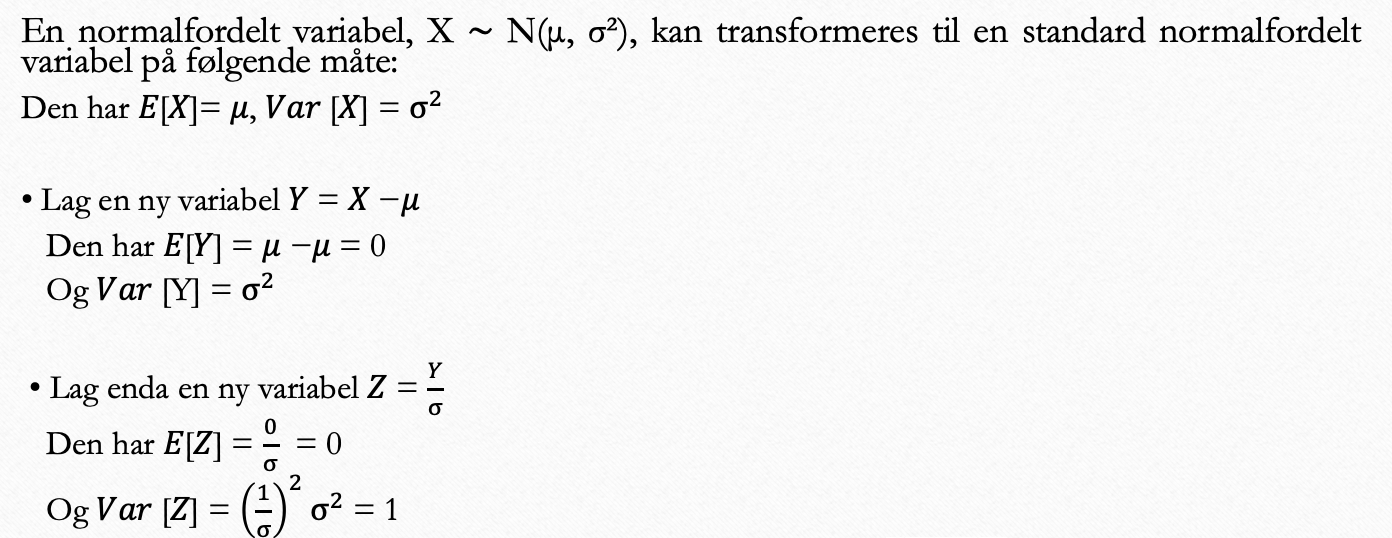 En normalfordelt variabel, X ~ N(μ, σ²), kan transformeres til en standard normalfordelt
variabel på følgende måte:
Den har E[X]= μ, Var [X] = σ²
• Lag en ny variabel Y = X −μ
Den har E[Y] = μ −μ = 0
Og Var [Y] = σ²
• Lag enda en ny variabel Z = Y/σ
Den har E[Z] = 0/σ = 0
Og Var [Z] = (1/σ)² σ² = 1